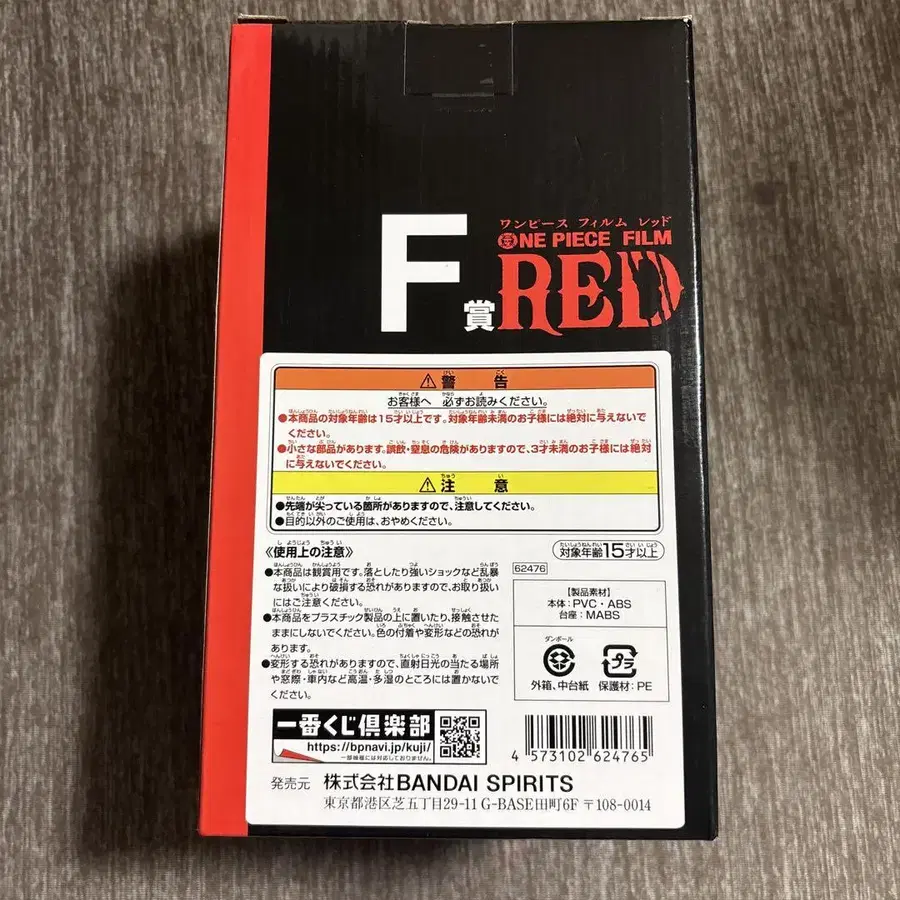 F賞
ワンピース フィルム レッド
ONE PIECE FILM
RED
⚠警告
お客様へ 必ずお読みください。
●本商品の対象年齢は15才以上です。対象年齢未満のお子様には絶対に与えないで
ください。
●小さな部品があります。誤飲・窒息の危険がありますので、3才未満のお子様には絶対
に与えないでください。
⚠注意
●先端が尖っている箇所がありますので、注意してください。
●目的以外のご使用は、おやめください。
《使用上の注意》
●本商品は観賞用です。落としたり強いショックなど乱暴
な扱いにより破損する恐れがありますので、お取り扱い
にはご注意ください。
●本商品をプラスチック製品の上に置いたり、接触させた
ままにしないでください。色の付着や変形などの恐れが
あります。
●変形する恐れがありますので、直射日光の当たる場所
や窓際・車内など高温・多湿のところには置かないで
ください。
対象年齢15才以上
62476
【製品素材】
本体:PVC・ABS
台座:MABS
ダンボール
外箱、中台紙
プラ
保護材:PE
一番くじ倶楽部
https://bpnavi.jp/kuji/
一部機種には対応しておりません。
4 573102 624765
発売元 株式会社BANDAI SPIRITS
東京都港区芝五丁目29-11 G-BASE田町6F 〒108-0014